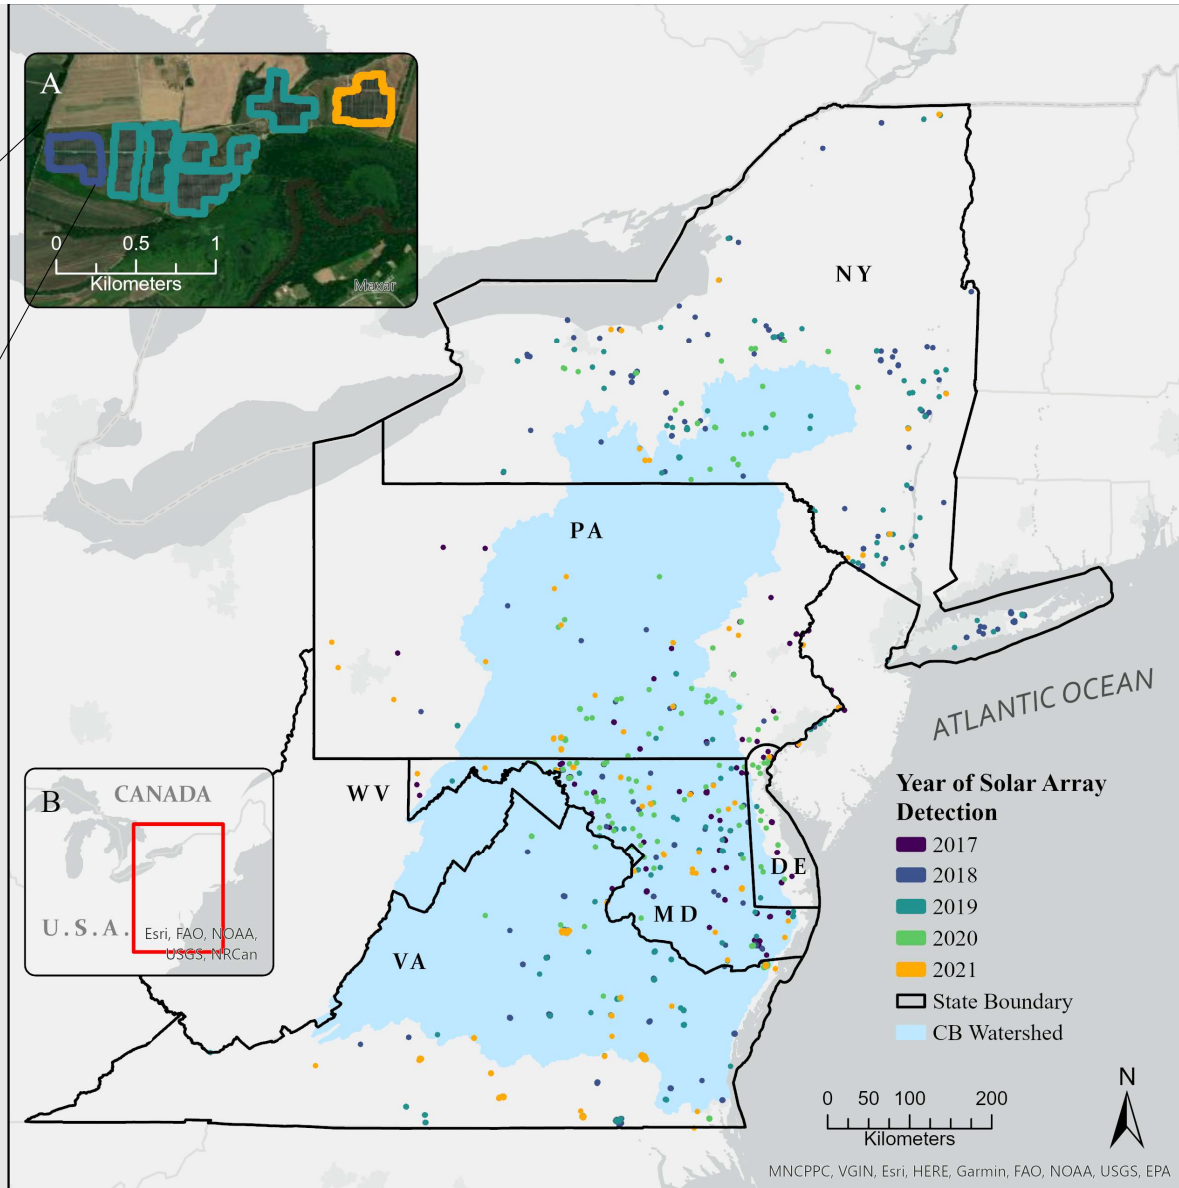 A
0 0.5 1
Kilometers
Maxar
NY
PA
ATLANTIC OCEAN
WV
DE
MD
VA
B
CANADA
U.S.A.
Esri, FAO, NOAA,
USGS, NRCan
Year of Solar Array
Detection
2017
2018
2019
2020
2021
State Boundary
CB Watershed
N
0 50 100 200
Kilometers
MNCPPC, VGIN, Esri, HERE, Garmin, FAO, NOAA, USGS, EPA